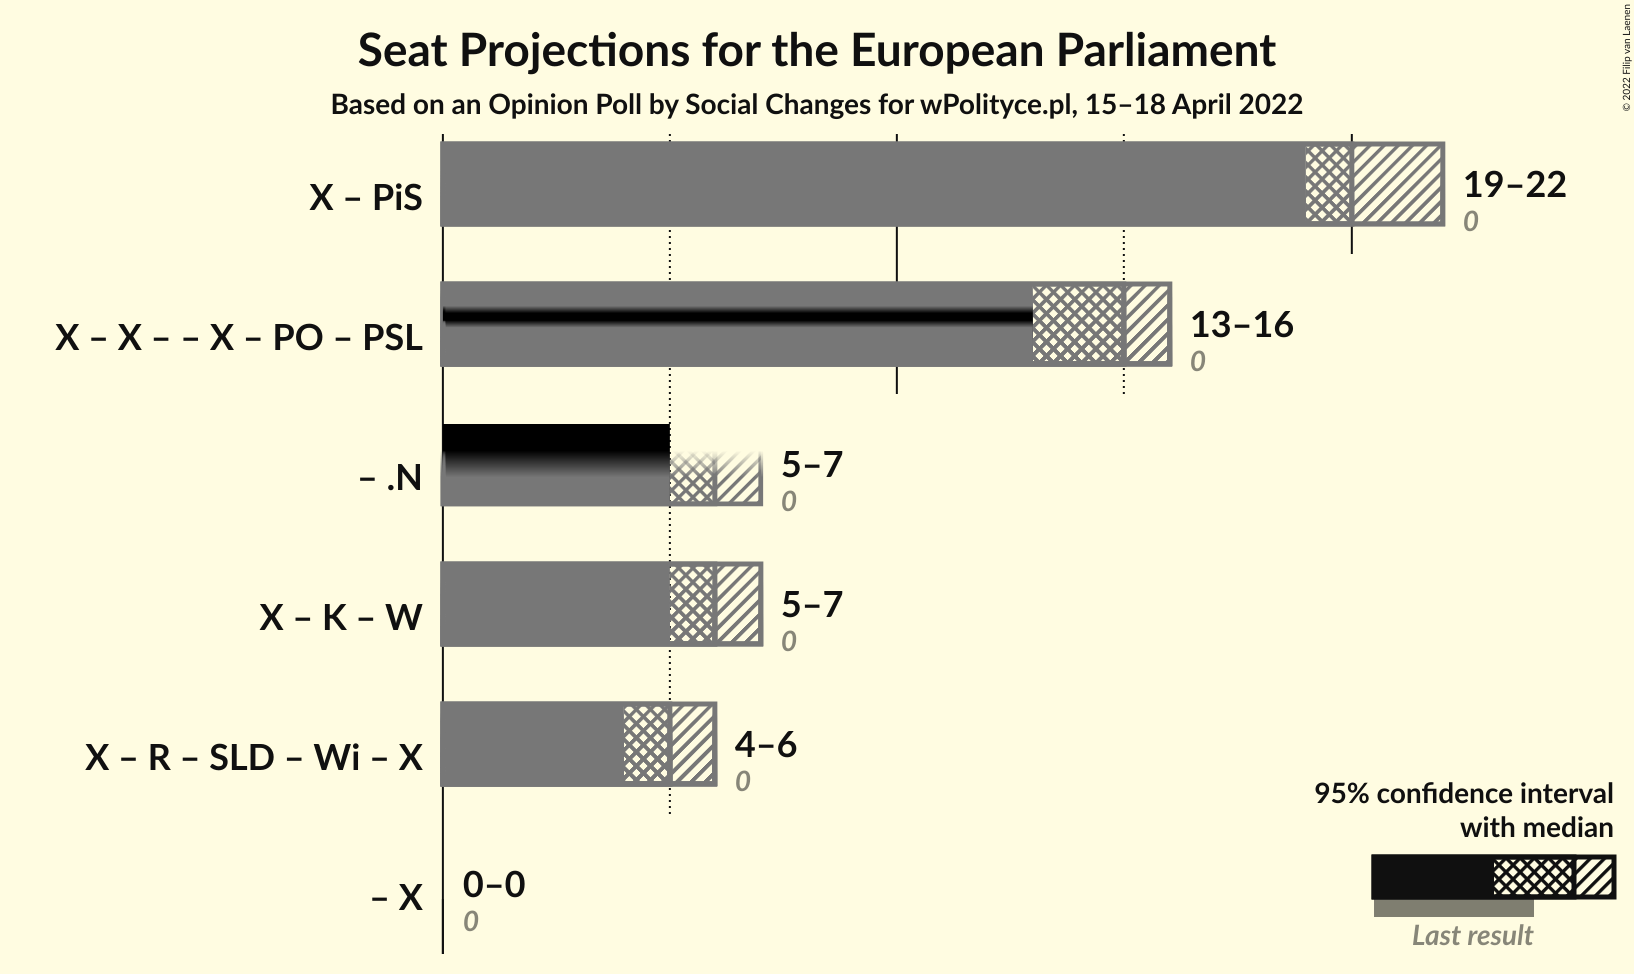 Seat Projections for the European Parliament
Based on an Opinion Poll by Social Changes for wPolityce.pl, 15–18 April 2022
© 2022 Filip van Laenen
X – PiS
19–22
0
X – X – – X – PO – PSL
13–16
0
– .N
5–7
0
X – K – W
5–7
0
X – R – SLD – Wi – X
4–6
0
– X
0–0
0
95% confidence interval
with median
Last result